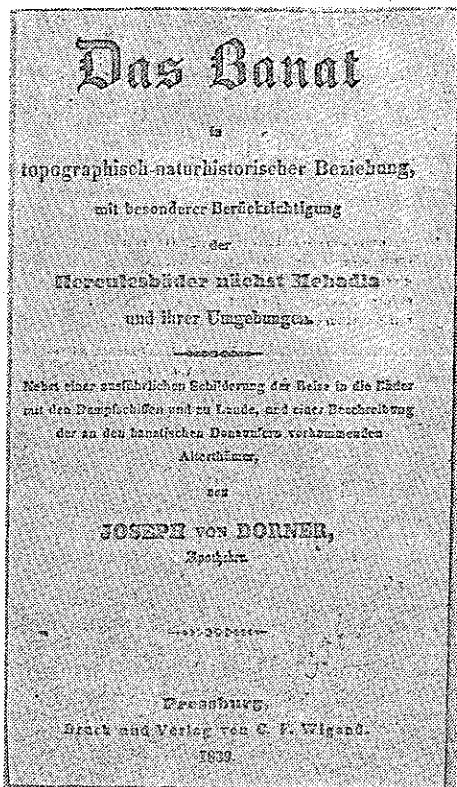 Das Banat
in
topographisch-naturhistorischer Beziehung,
mit besonderer Berücksichtigung
der
Herculesbäder nächst Mehadia
und ihrer Umgebungen.
Nebst einer ausführlichen Schilderung der Reise in die Bäder
mit den Dampfschiffen und zu Lande, und einer Beschreibung
der an den banatischen Donauufern vorkommenden
Alterthümer,
von
JOSEPH VON DORNER,
Apotheker.
Pressburg,
Druck und Verlag von C. F. Wigand.
1839.